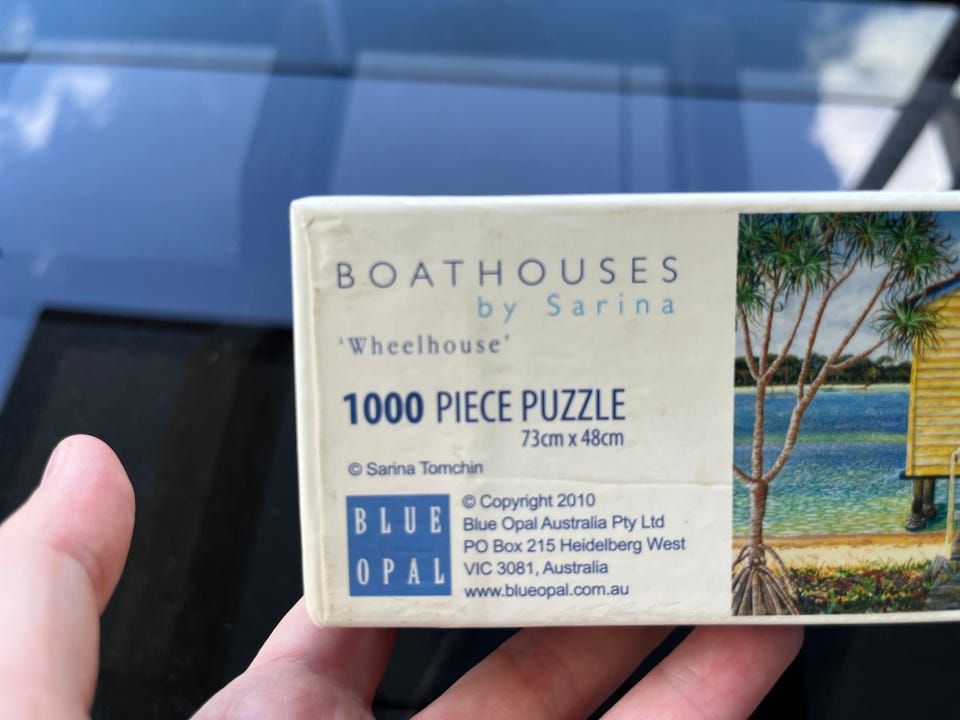 BOATHOUSES
by Sarina
‘Wheelhouse’
1000 PIECE PUZZLE
73cm x 48cm
© Sarina Tomchin
BLUE
OPAL
© Copyright 2010
Blue Opal Australia Pty Ltd
PO Box 215 Heidelberg West
VIC 3081, Australia
www.blueopal.com.au